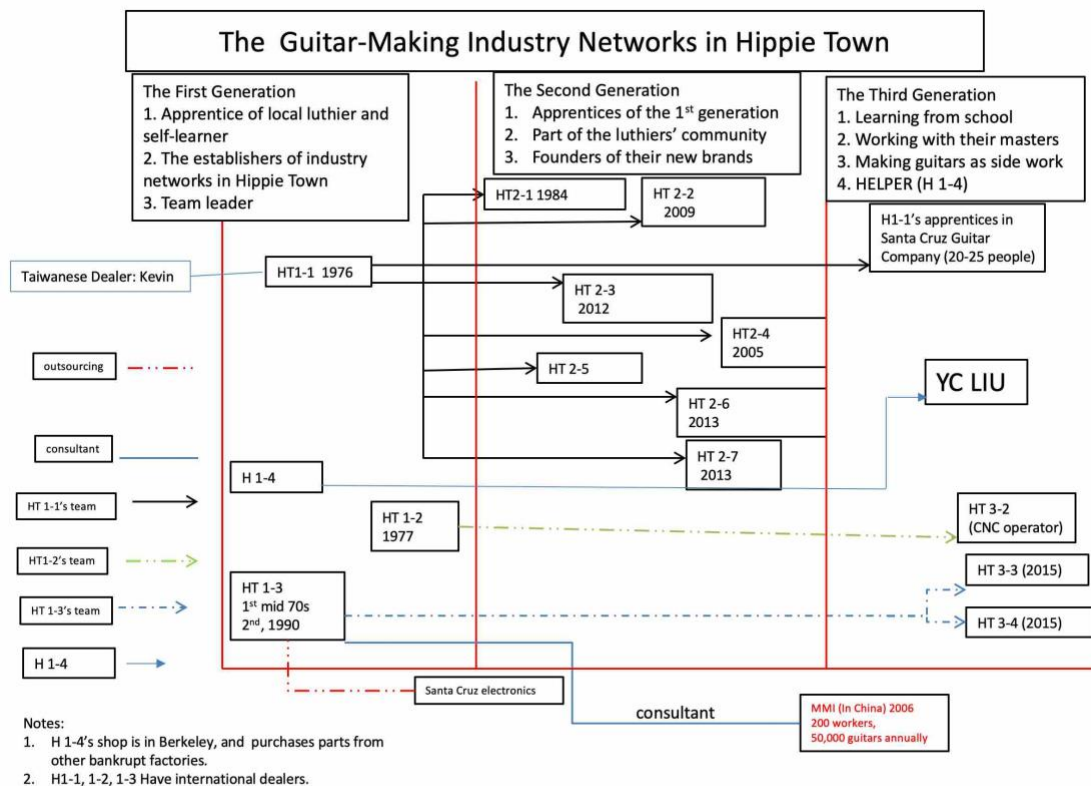 The Guitar-Making Industry Networks in Hippie Town
The First Generation
1. Apprentice of local luthier and
self-learner
2. The establishers of industry
networks in Hippie Town
3. Team leader
The Second Generation
1. Apprentices of the 1st generation
2. Part of the luthiers' community
3. Founders of their new brands
The Third Generation
1. Learning from school
2. Working with their masters
3. Making guitars as side work
4. HELPER (H 1-4)
HT2-1 1984
HT 2-2
2009
H1-1's apprentices in
Santa Cruz Guitar
Company (20-25 people)
Taiwanese Dealer: Kevin
HT1-1 1976
HT 2-3
2012
HT2-4
2005
outsourcing
HT 2-5
YC LIU
HT 2-6
2013
consultant
HT 2-7
2013
H 1-4
HT 1-1's team
HT 1-2
1977
HT 3-2
(CNC operator)
HT1-2's team
HT 1-3
1st mid 70s
2nd, 1990
HT 3-3 (2015)
HT 1-3's team
HT 3-4 (2015)
H 1-4
Santa Cruz electronics
consultant
MMI (In China) 2006
200 workers,
50,000 guitars annually
Notes:
1. H 1-4's shop is in Berkeley, and purchases parts from
other bankrupt factories.
2. H1-1, 1-2, 1-3 Have international dealers.